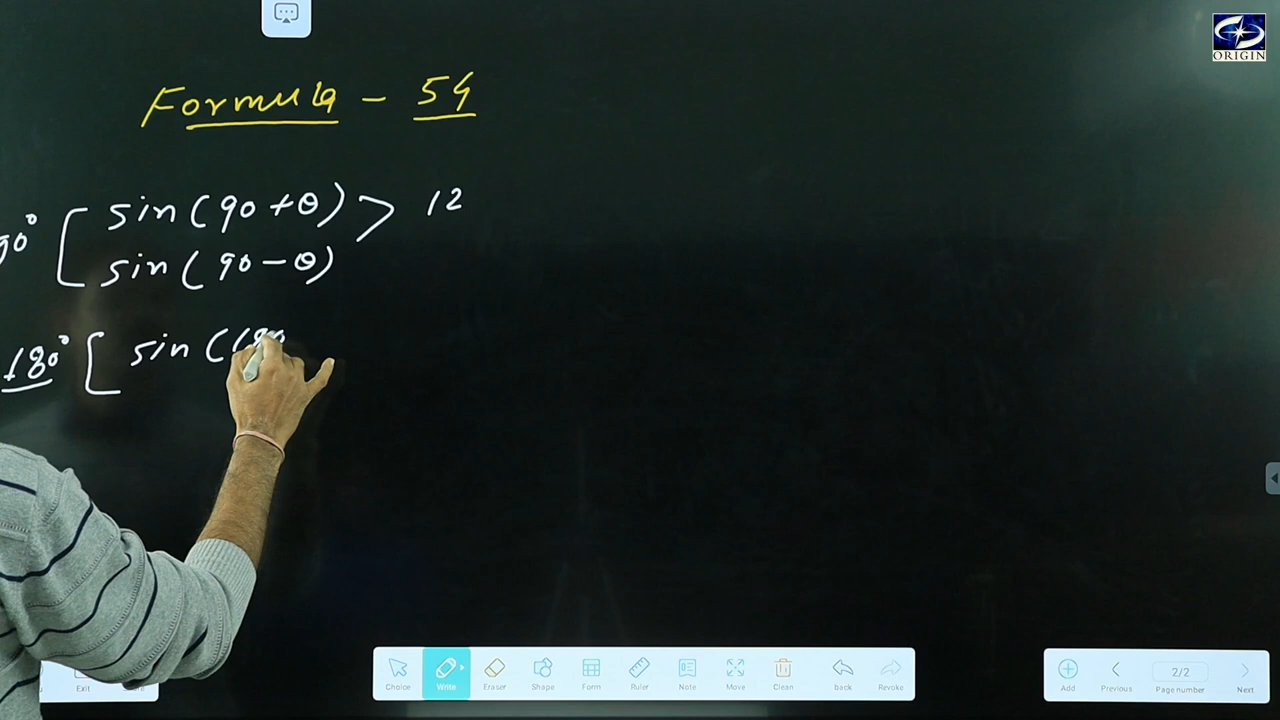 ORIGIN
Formula - 54
90° [ sin(90+θ) > 12
sin(90-θ)
180° [ sin(180
Exit
Choice Write Eraser Shape Form Ruler Note Move Clean back Revoke
Add Previous 2/2 Page number Next